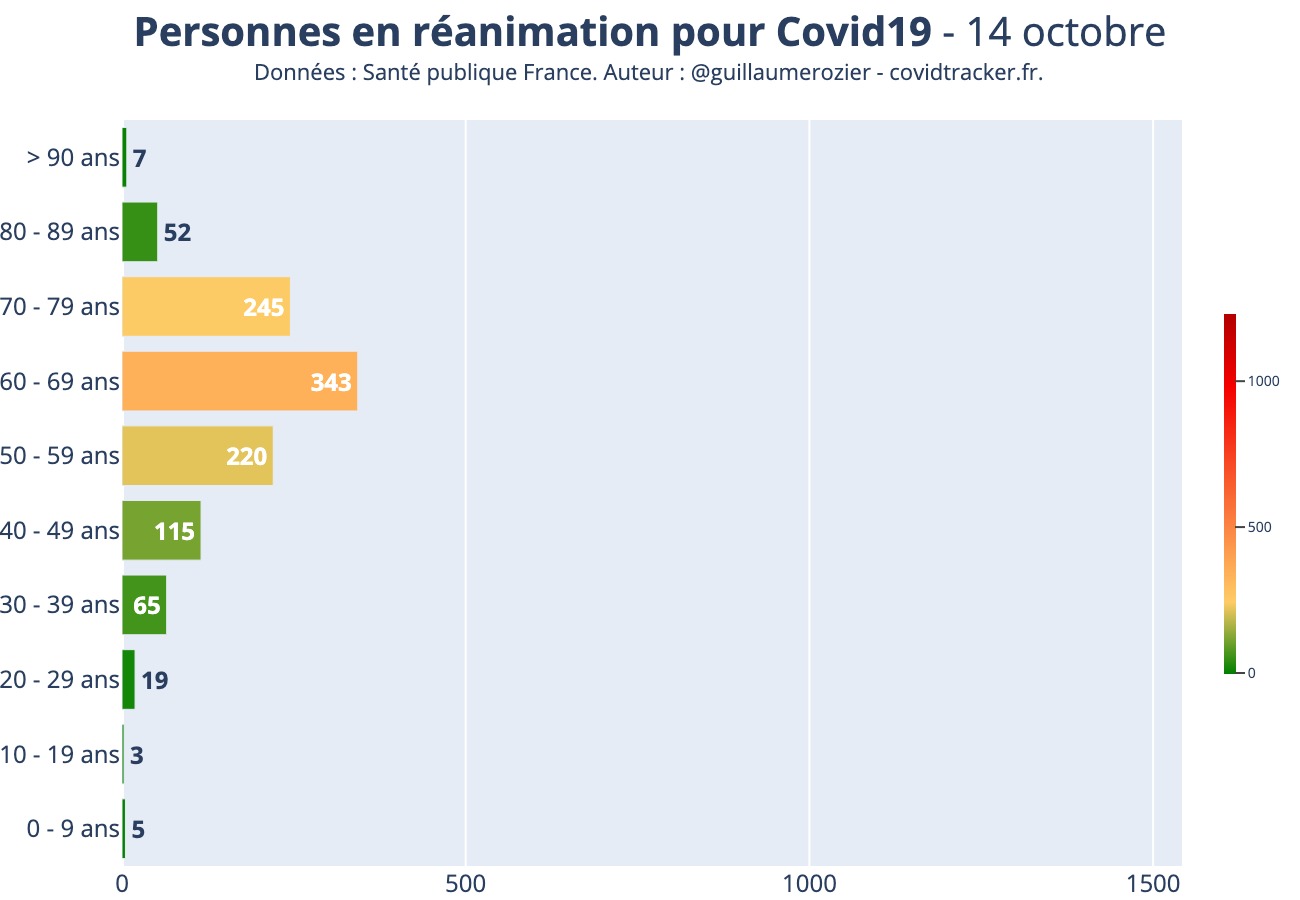 Personnes en réanimation pour Covid19 - 14 octobre
Données : Santé publique France. Auteur : @guillaumerozier - covidtracker.fr.
> 90 ans 7
80 - 89 ans 52
70 - 79 ans 245
60 - 69 ans 343
50 - 59 ans 220
40 - 49 ans 115
30 - 39 ans 65
20 - 29 ans 19
10 - 19 ans 3
0 - 9 ans 5
0 500 1000 1500
1000
500
0